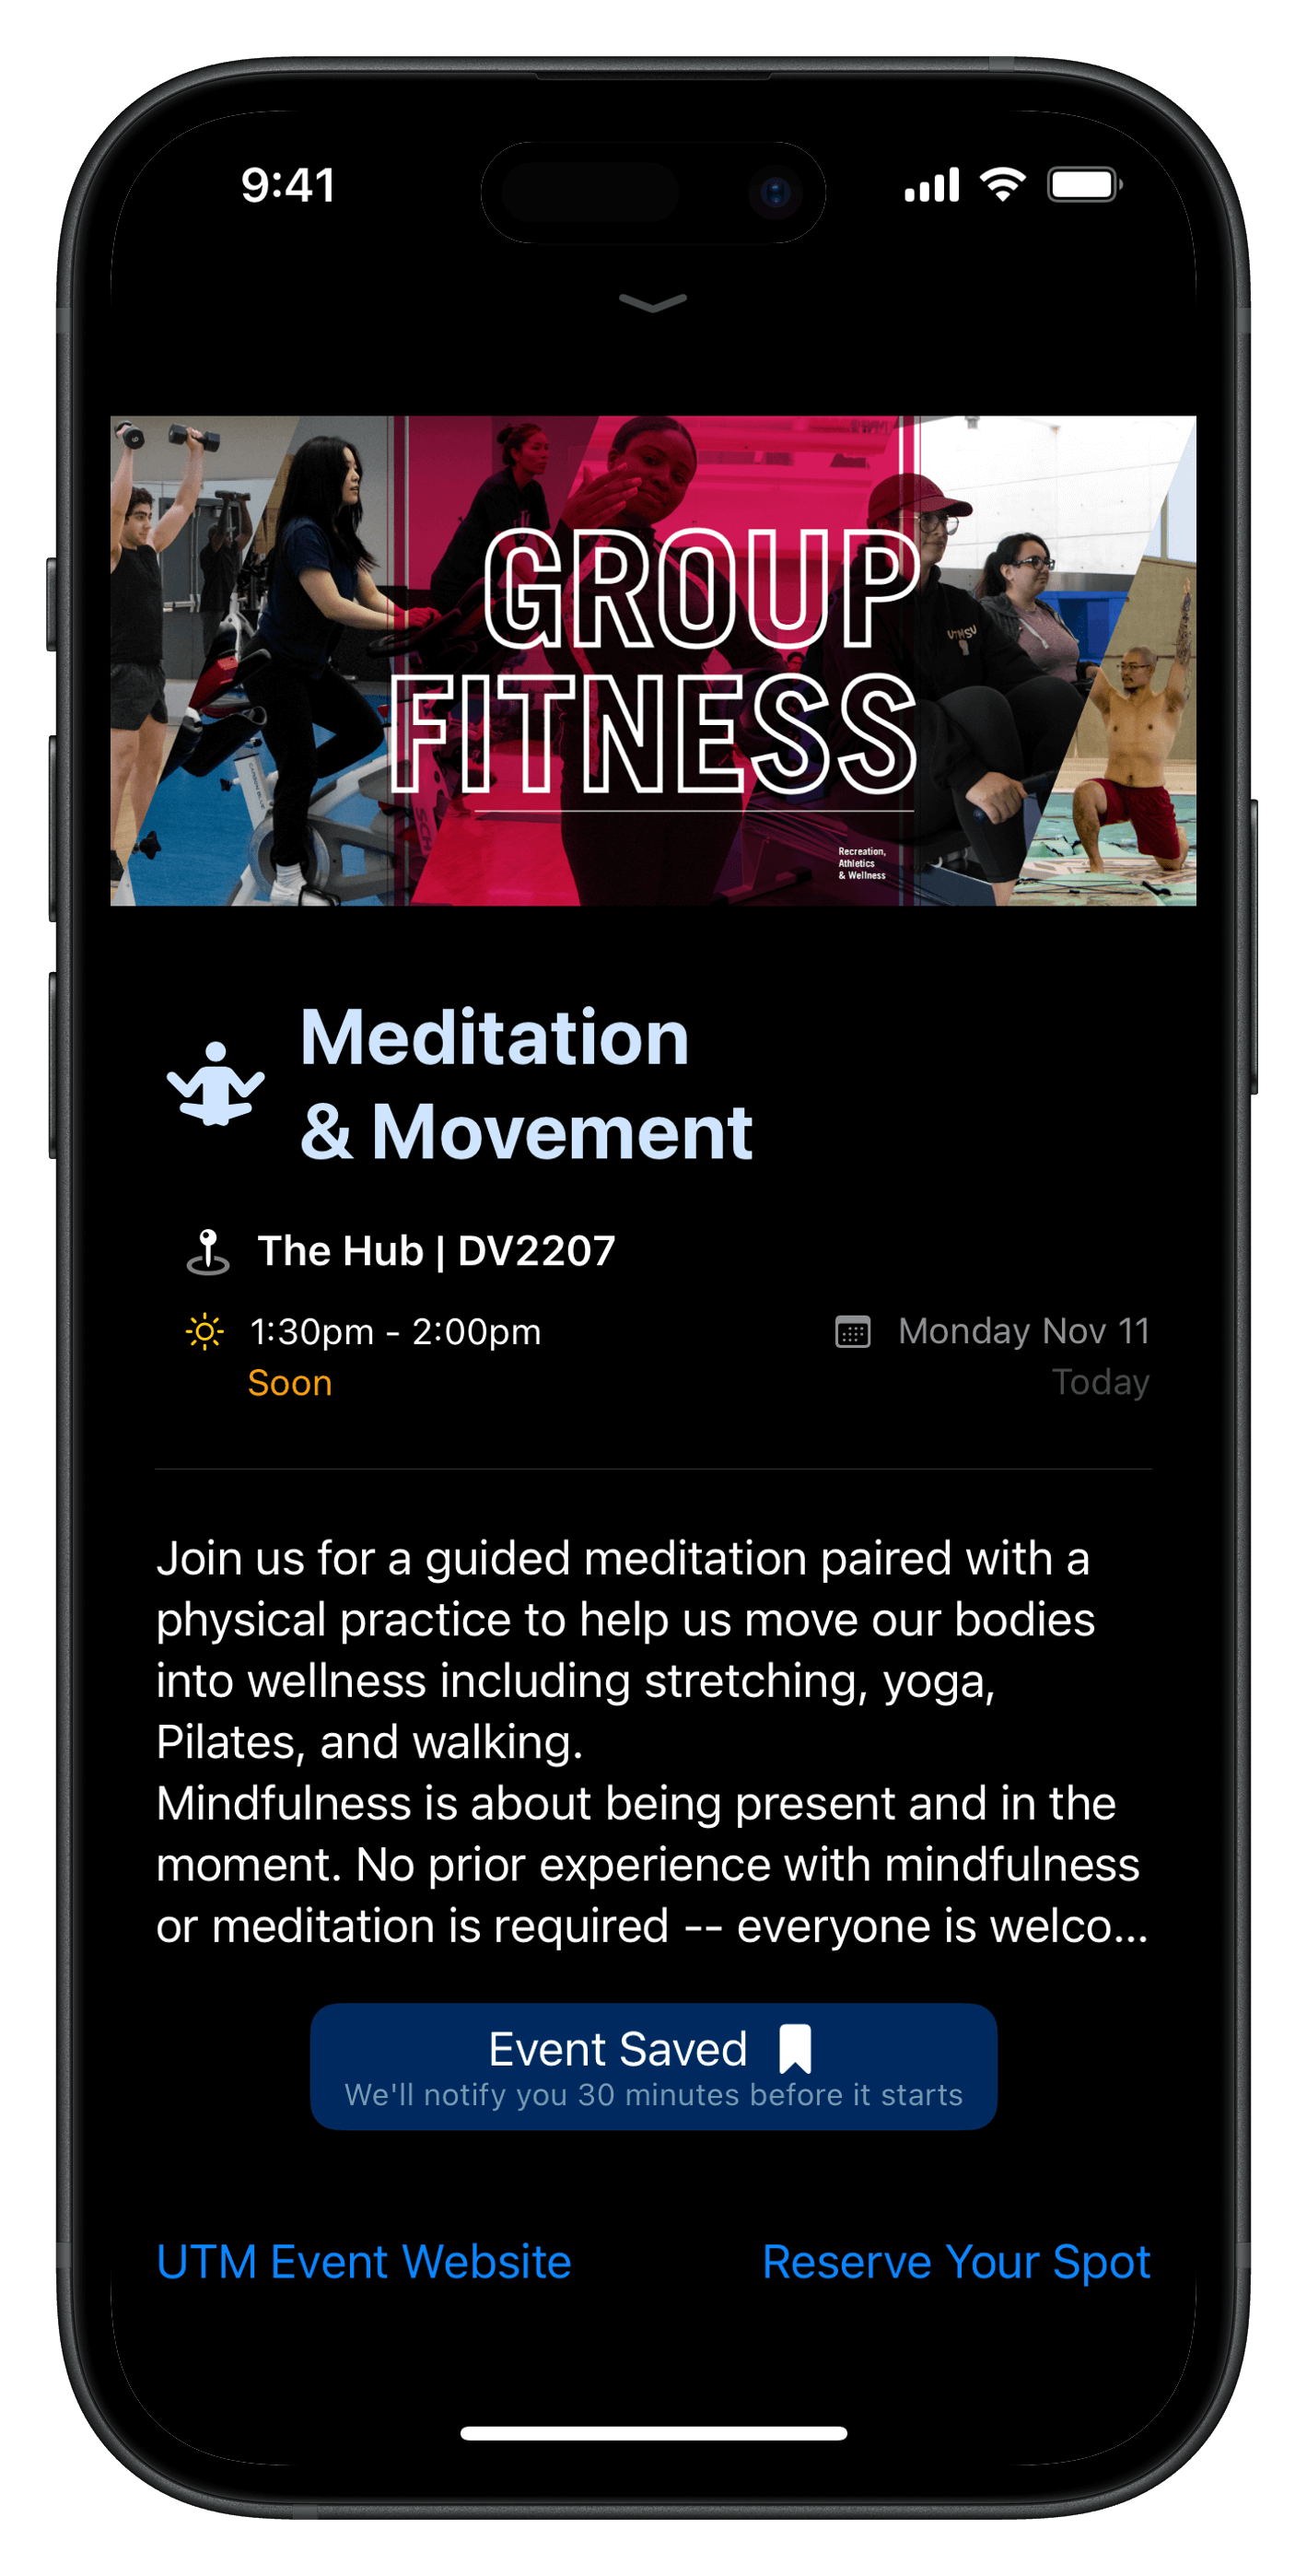 9:41
GROUP
FITNESS
Recreation,
Athletics
& Wellness
Meditation
& Movement
The Hub | DV2207
1:30pm - 2:00pm
Monday Nov 11
Soon
Today
Join us for a guided meditation paired with a
physical practice to help us move our bodies
into wellness including stretching, yoga,
Pilates, and walking.
Mindfulness is about being present and in the
moment. No prior experience with mindfulness
or meditation is required -- everyone is welco...
Event Saved
We'll notify you 30 minutes before it starts
UTM Event Website
Reserve Your Spot